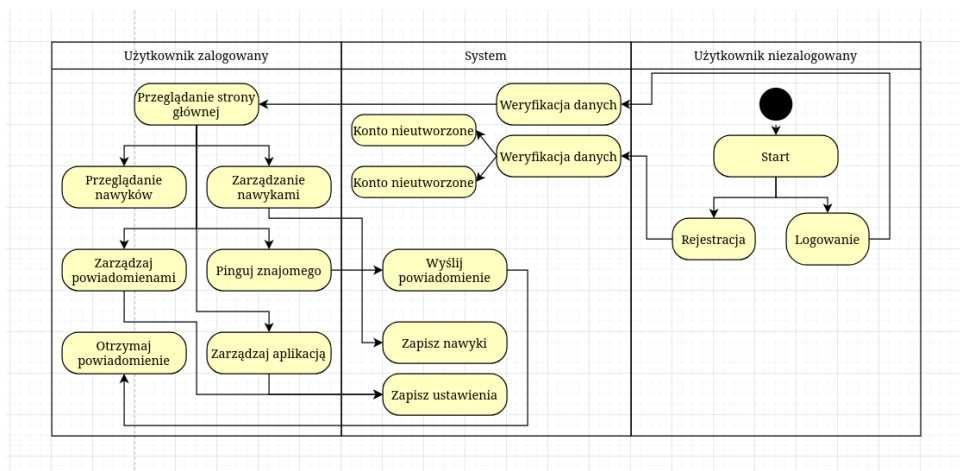 Użytkownik zalogowany
System
Użytkownik niezalogowany
Przeglądanie strony
głównej
Weryfikacja danych
Konto nieutworzone
Weryfikacja danych
Konto nieutworzone
Start
Przeglądanie
nawyków
Zarządzanie
nawykami
Rejestracja
Logowanie
Zarządzaj
powiadomienami
Pinguj znajomego
Wyślij
powiadomienie
Otrzymaj
powiadomienie
Zarządzaj aplikacją
Zapisz nawyki
Zapisz ustawienia